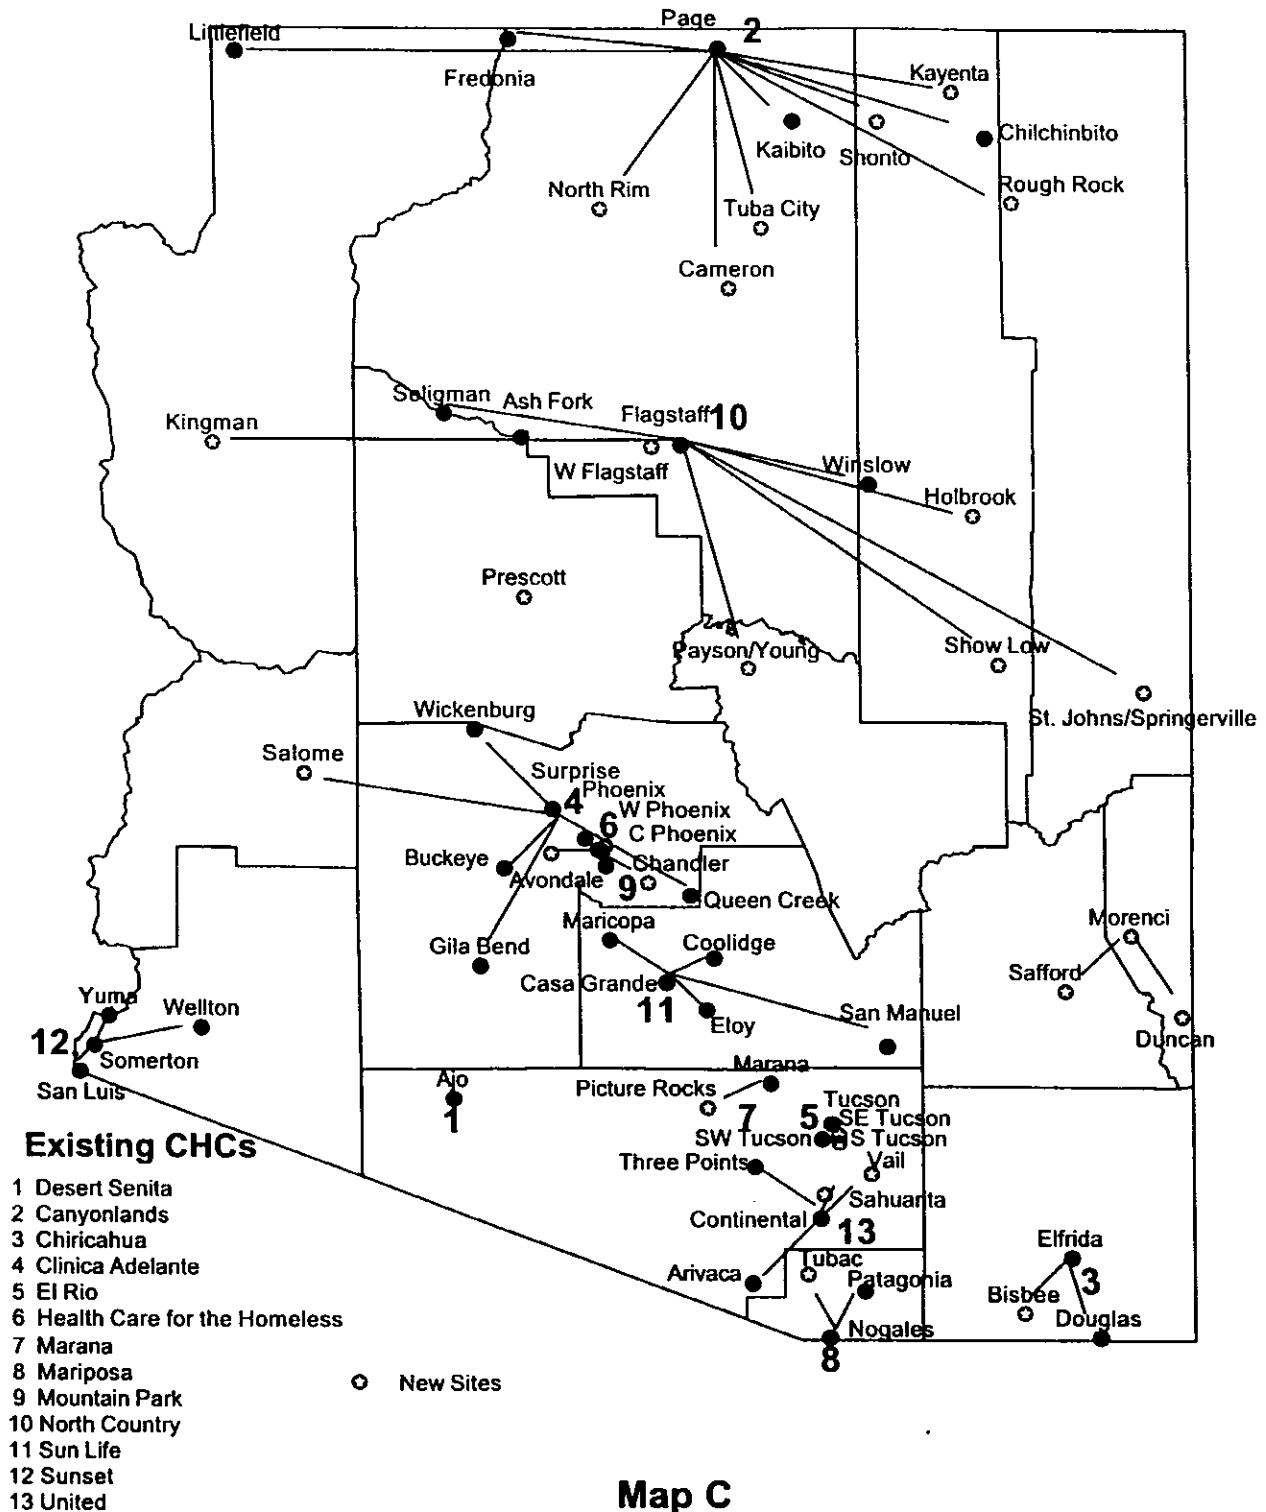 Page
2
Littlefield
Fredonia
Kayenta
Chilchinbito
Kaibito
Shonto
North Rim
Rough Rock
Tuba City
Cameron
Seligman
Ash Fork
Flagstaff
10
Kingman
W Flagstaff
Winslow
Holbrook
Prescott
Payson/Young
Show Low
St. Johns/Springerville
Wickenburg
Salome
Surprise
4
Phoenix
W Phoenix
6
C Phoenix
Buckeye
Avondale
Chandler
9
Queen Creek
Maricopa
Gila Bend
Coolidge
Morenci
Safford
Casa Grande
11
Eloy
San Manuel
Duncan
Yuma
Wellton
12
Somerton
San Luis
Ajo
1
Marana
Picture Rocks
7
5
Tucson
SE Tucson
SW Tucson
S Tucson
Three Points
Vail
Sahuarita
Continental
13
Elfrida
3
Tubac
Arivaca
Patagonia
Bisbee
Douglas
Nogales
8
Existing CHCs
1 Desert Senita
2 Canyonlands
3 Chiricahua
4 Clinica Adelante
5 El Rio
6 Health Care for the Homeless
7 Marana
8 Mariposa
9 Mountain Park
10 North Country
11 Sun Life
12 Sunset
13 United
New Sites
Map C